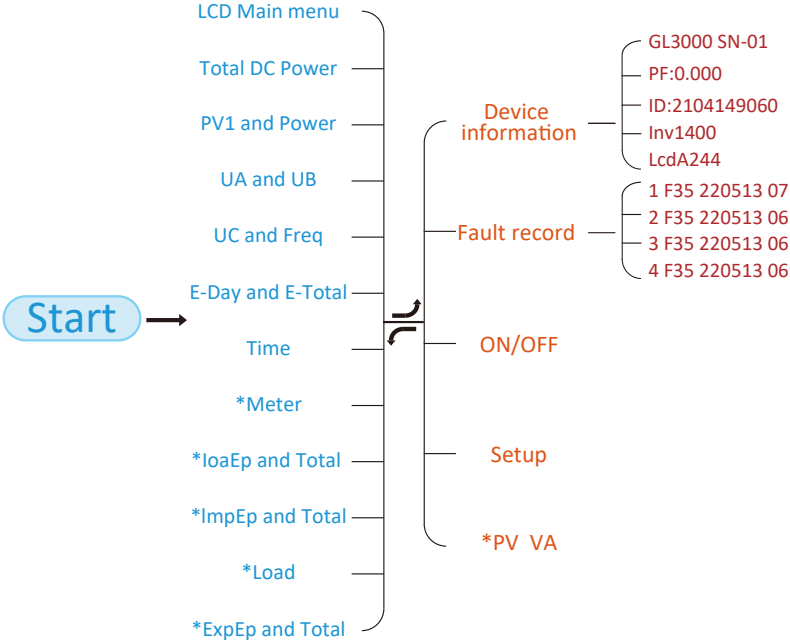 Start
LCD Main menu
Total DC Power
PV1 and Power
UA and UB
UC and Freq
E-Day and E-Total
Time
*Meter
*IoaEp and Total
*ImpEp and Total
*Load
*ExpEp and Total
Device
information
Fault record
ON/OFF
Setup
*PV VA
GL3000 SN-01
PF:0.000
ID:2104149060
Inv1400
LcdA244
1 F35 220513 07
2 F35 220513 06
3 F35 220513 06
4 F35 220513 06